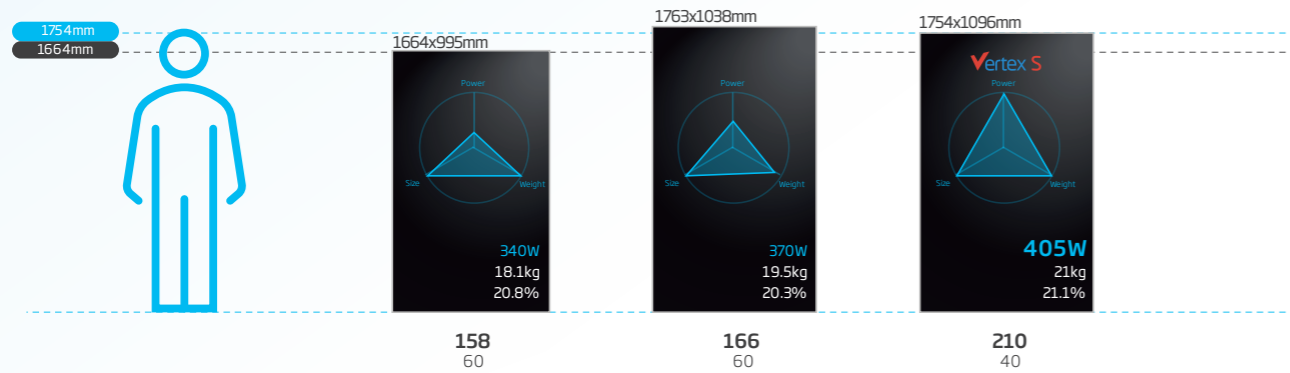 1754mm
1664mm
1664x995mm
Power
Size
Weight
340W
18.1kg
20.8%
158
60
1763x1038mm
Power
Size
Weight
370W
19.5kg
20.3%
166
60
1754x1096mm
Vertex S
Power
Size
Weight
405W
21kg
21.1%
210
40